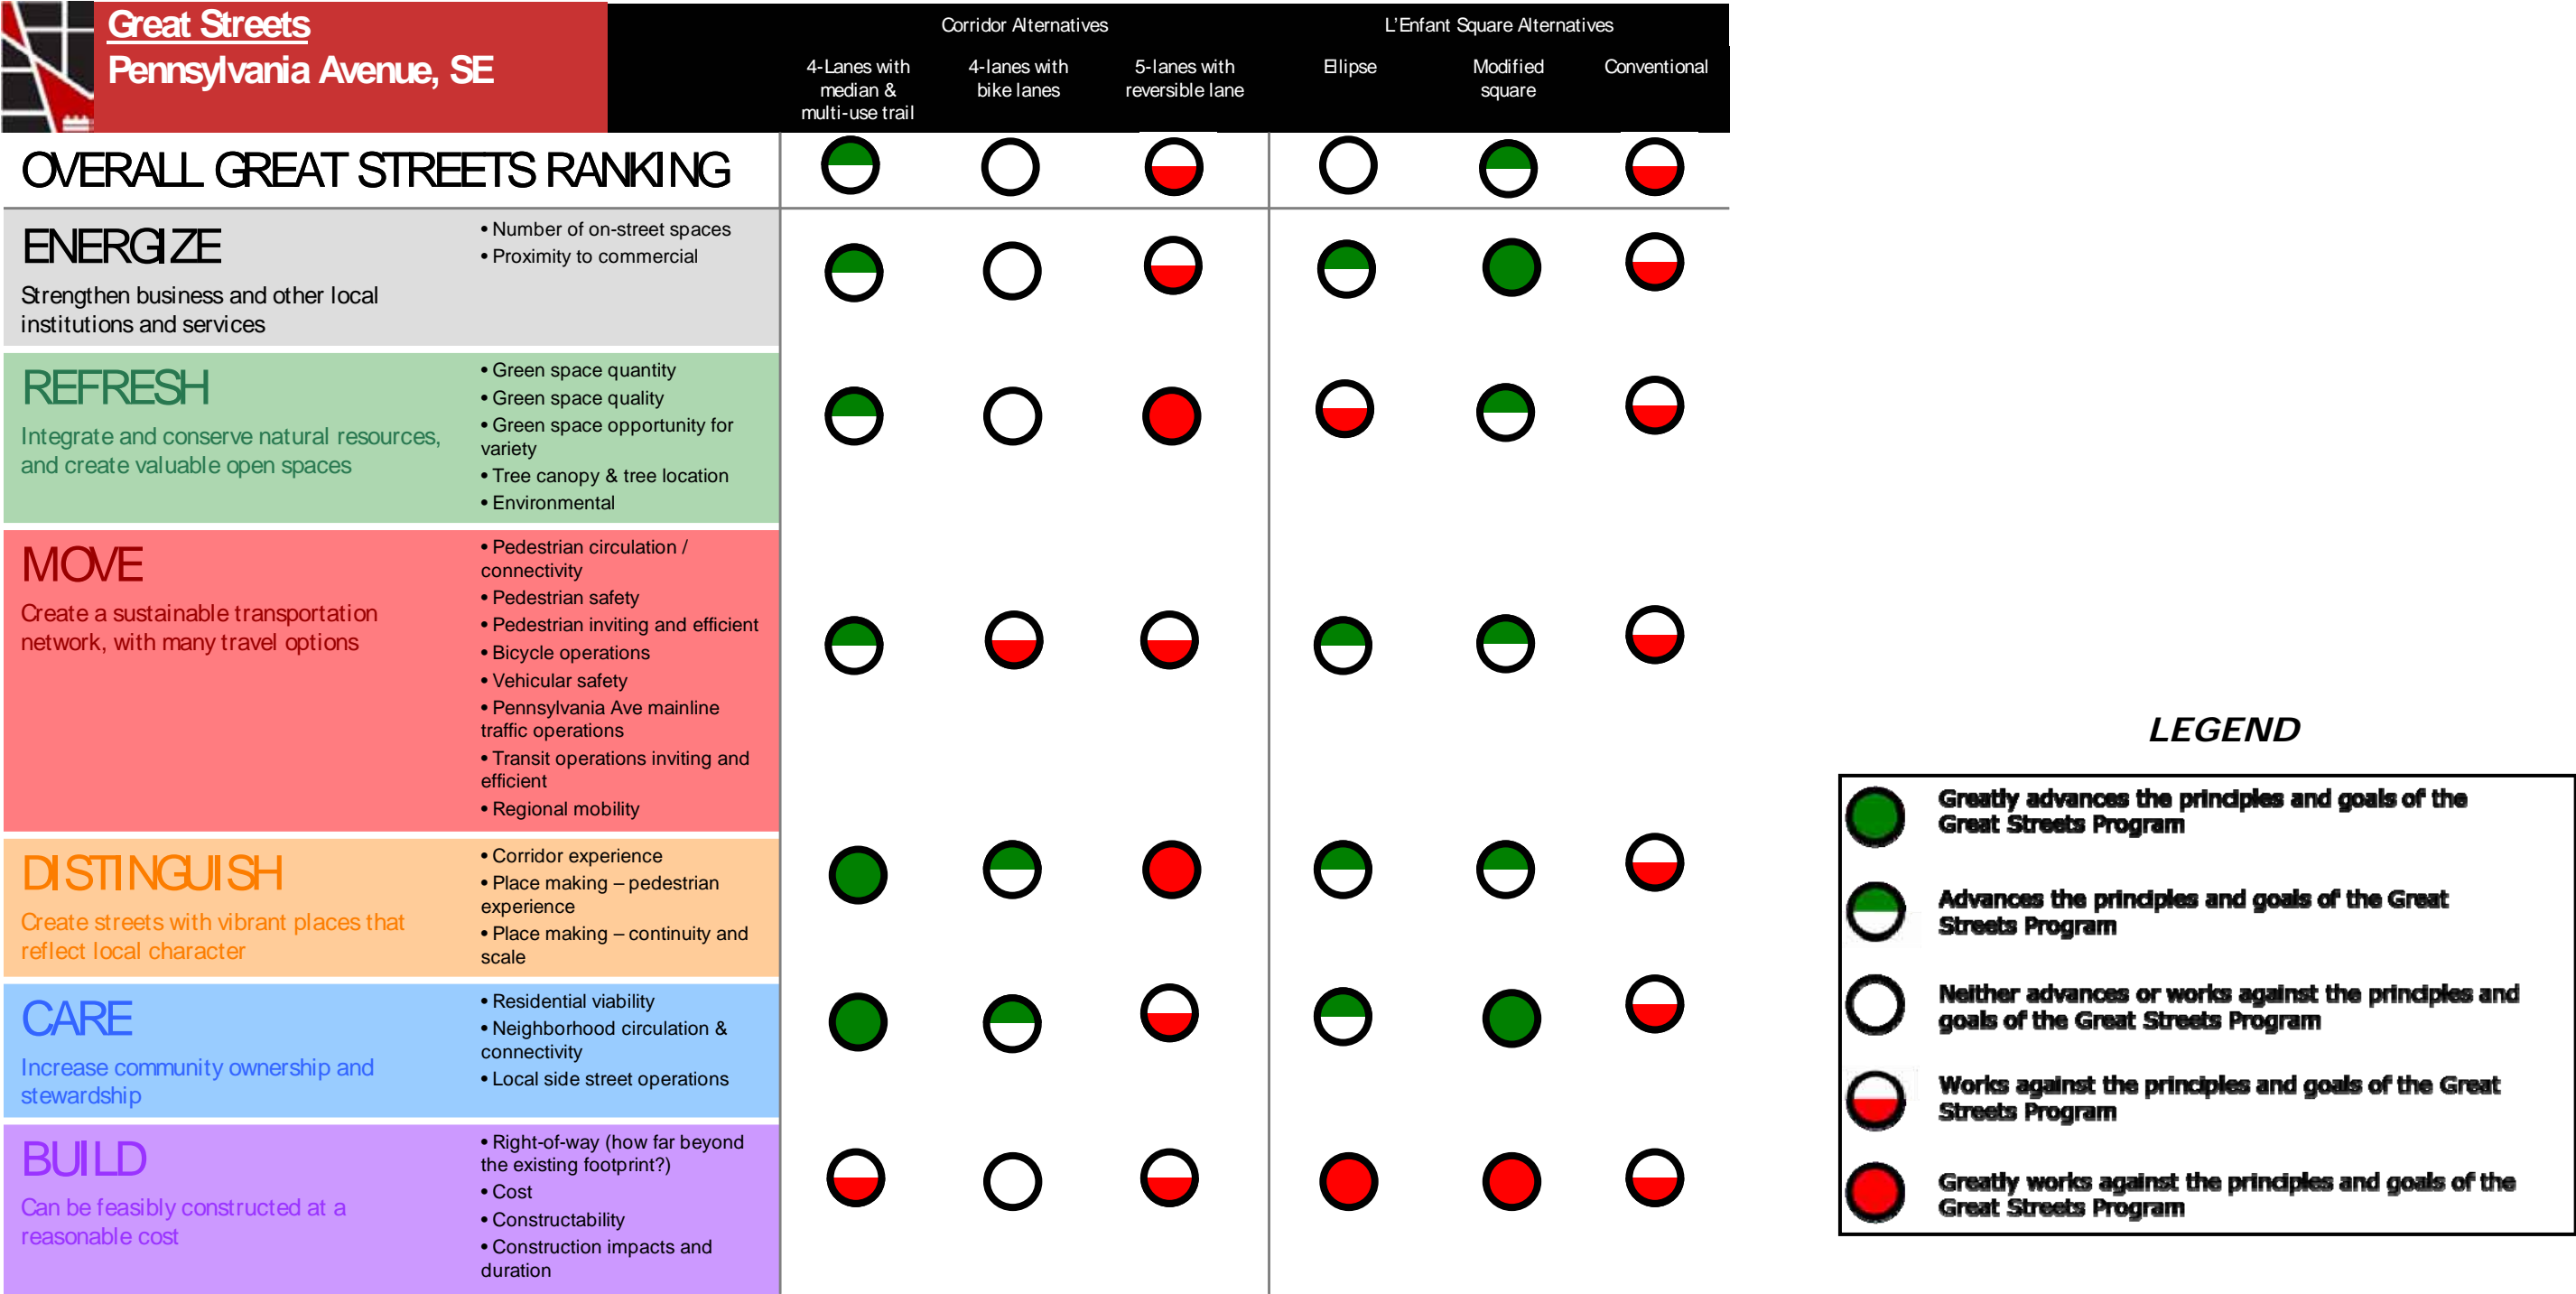 Great Streets
Pennsylvania Avenue, SE
Corridor Alternatives
L'Enfant Square Alternatives
4-Lanes with
median &
multi-use trail
4-lanes with
bike lanes
5-lanes with
reversible lane
Ellipse
Modified
square
Conventional
OVERALL GREAT STREETS RANKING
ENERGIZE
Strengthen business and other local
institutions and services
• Number of on-street spaces
• Proximity to commercial
REFRESH
Integrate and conserve natural resources,
and create valuable open spaces
• Green space quantity
• Green space quality
• Green space opportunity for
variety
• Tree canopy & tree location
• Environmental
MOVE
Create a sustainable transportation
network, with many travel options
• Pedestrian circulation /
connectivity
• Pedestrian safety
• Pedestrian inviting and efficient
• Bicycle operations
• Vehicular safety
• Pennsylvania Ave mainline
traffic operations
• Transit operations inviting and
efficient
• Regional mobility
DISTINGUISH
Create streets with vibrant places that
reflect local character
• Corridor experience
• Place making – pedestrian
experience
• Place making – continuity and
scale
CARE
Increase community ownership and
stewardship
• Residential viability
• Neighborhood circulation &
connectivity
• Local side street operations
BUILD
Can be feasibly constructed at a
reasonable cost
• Right-of-way (how far beyond
the existing footprint?)
• Cost
• Constructability
• Construction impacts and
duration
LEGEND
Greatly advances the principles and goals of the
Great Streets Program
Advances the principles and goals of the Great
Streets Program
Neither advances or works against the principles and
goals of the Great Streets Program
Works against the principles and goals of the Great
Streets Program
Greatly works against the principles and goals of the
Great Streets Program